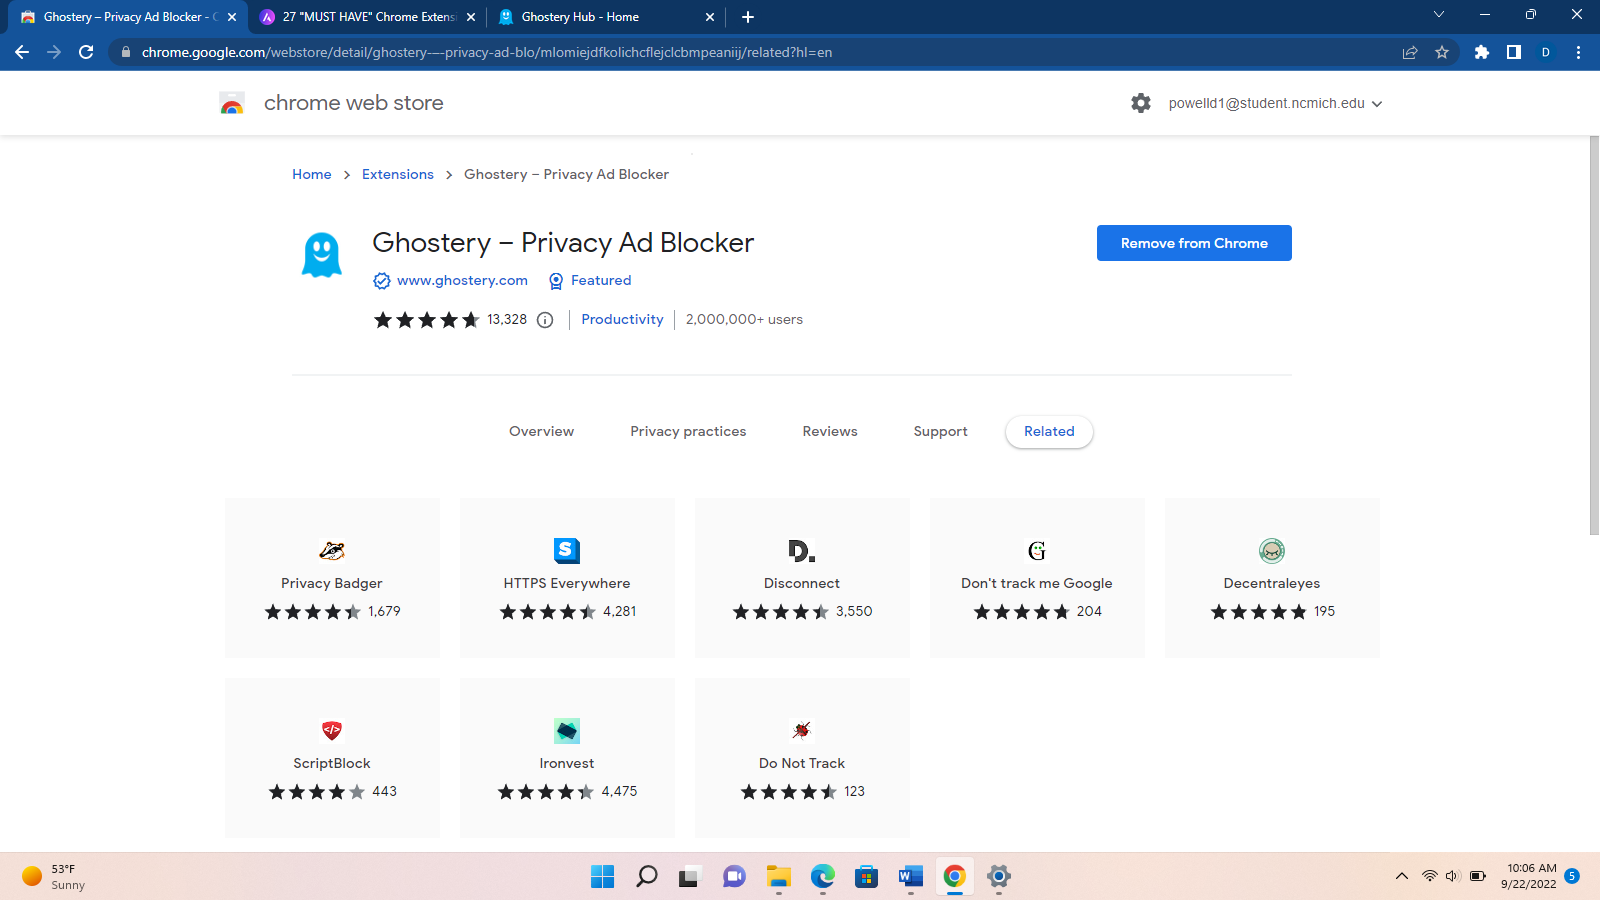 Ghostery – Privacy Ad Blocker - 
27 "MUST HAVE" Chrome Extensi
Ghostery Hub - Home
chrome.google.com/webstore/detail/ghostery-–-privacy-ad-blo/mlomiejdfkolichcflejclcbmpeaniij/related?hl=en
D
chrome web store
powelld1@student.ncmich.edu
Home > Extensions > Ghostery – Privacy Ad Blocker
Ghostery – Privacy Ad Blocker
Remove from Chrome
www.ghostery.com Featured
13,328 Productivity 2,000,000+ users
Overview Privacy practices Reviews Support Related
S D. G
Privacy Badger HTTPS Everywhere Disconnect Don't track me Google Decentraleyes
1,679 4,281 3,550 204 195
</>
ScriptBlock Ironvest Do Not Track
443 4,475 123
53°F
Sunny
W
10:06 AM
9/22/2022
5